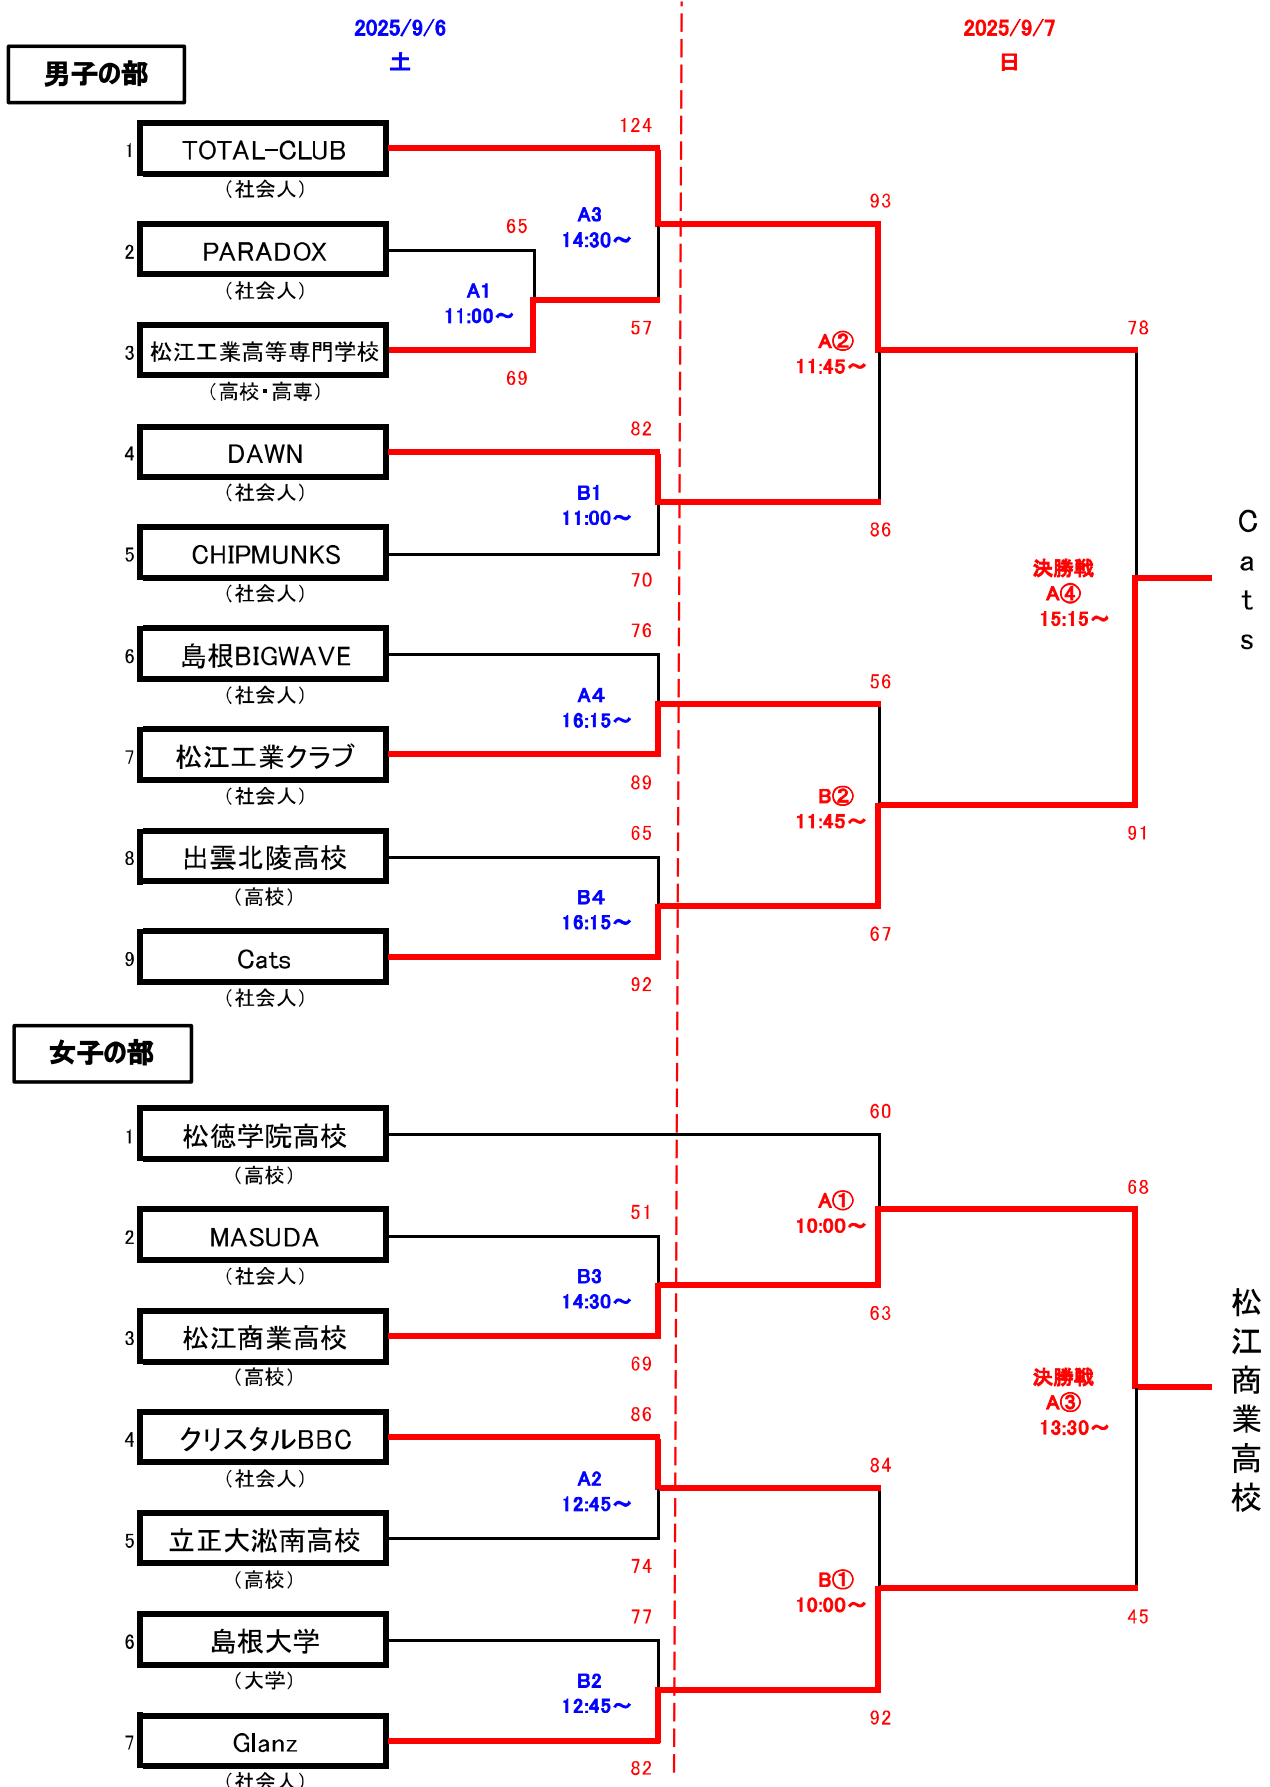 2025/9/6
土
2025/9/7
日
男子の部
1 TOTAL-CLUB
(社会人)
124
A3
14:30～
93
2 PARADOX
(社会人)
65
A1
11:00～
57
3 松江工業高等専門学校
(高校・高専)
69
A②
11:45～
78
4 DAWN
(社会人)
82
B1
11:00～
86
5 CHIPMUNKS
(社会人)
70
決勝戦
A④
15:15～
Cats
6 島根BIGWAVE
(社会人)
76
A4
16:15～
56
7 松江工業クラブ
(社会人)
89
B②
11:45～
91
8 出雲北陵高校
(高校)
65
B4
16:15～
67
9 Cats
(社会人)
92
女子の部
1 松徳学院高校
(高校)
60
A①
10:00～
68
2 MASUDA
(社会人)
51
B3
14:30～
63
3 松江商業高校
(高校)
69
決勝戦
A③
13:30～
松江商業高校
4 クリスタルBBC
(社会人)
86
A2
12:45～
84
5 立正大淞南高校
(高校)
74
B①
10:00～
45
6 島根大学
(大学)
77
B2
12:45～
92
7 Glanz
(社会人)
82